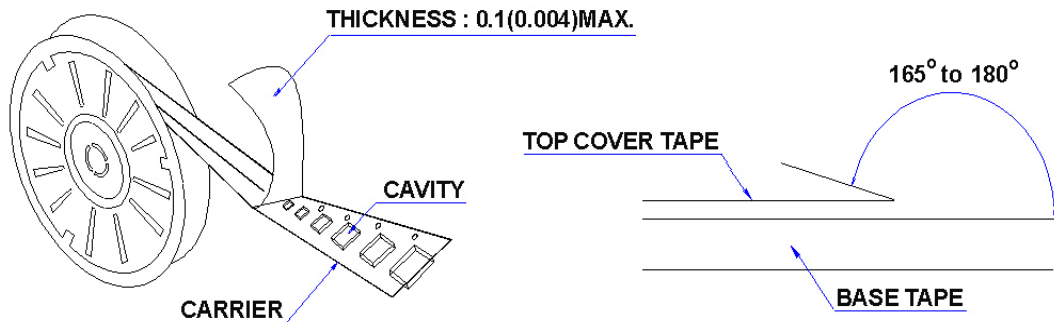 THICKNESS : 0.1(0.004)MAX.
165° to 180°
TOP COVER TAPE
CAVITY
CARRIER
BASE TAPE